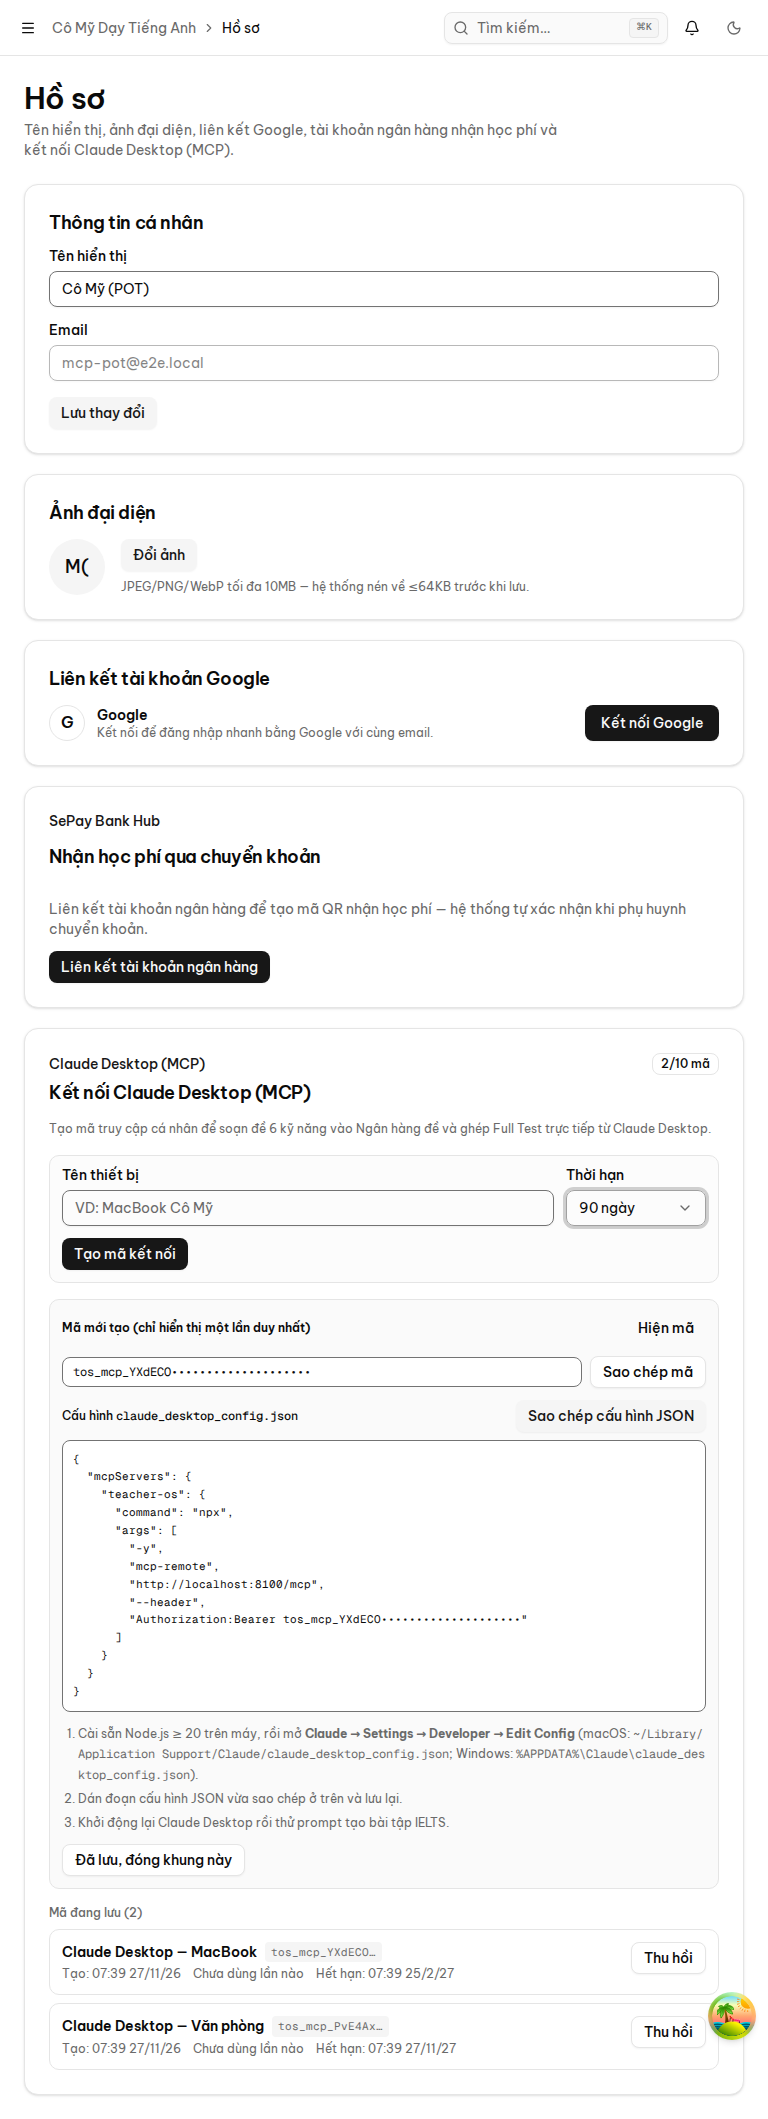 Cô Mỹ Dạy Tiếng Anh > Hồ sơ
Tìm kiếm... ⌘K
Hồ sơ
Tên hiển thị, ảnh đại diện, liên kết Google, tài khoản ngân hàng nhận học phí và
kết nối Claude Desktop (MCP).
Thông tin cá nhân
Tên hiển thị
Cô Mỹ (POT)
Email
mcp-pot@e2e.local
Lưu thay đổi
Ảnh đại diện
M(
Đổi ảnh
JPEG/PNG/WebP tối đa 10MB — hệ thống nén về ≤64KB trước khi lưu.
Liên kết tài khoản Google
G
Google
Kết nối để đăng nhập nhanh bằng Google với cùng email.
Kết nối Google
SePay Bank Hub
Nhận học phí qua chuyển khoản
Liên kết tài khoản ngân hàng để tạo mã QR nhận học phí — hệ thống tự xác nhận khi phụ huynh
chuyển khoản.
Liên kết tài khoản ngân hàng
Claude Desktop (MCP)
2/10 mã
Kết nối Claude Desktop (MCP)
Tạo mã truy cập cá nhân để soạn đề 6 kỹ năng vào Ngân hàng đề và ghép Full Test trực tiếp từ Claude Desktop.
Tên thiết bị
Thời hạn
VD: MacBook Cô Mỹ
90 ngày
Tạo mã kết nối
Mã mới tạo (chỉ hiển thị một lần duy nhất)
Hiện mã
tos_mcp_YXdECO••••••••••••••••••••
Sao chép mã
Cấu hình claude_desktop_config.json
Sao chép cấu hình JSON
{
"mcpServers": {
"teacher-os": {
"command": "npx",
"args": [
"-y",
"mcp-remote",
"http://localhost:8100/mcp",
"--header",
"Authorization:Bearer tos_mcp_YXdECO••••••••••••••••••••"
]
}
}
}
1. Cài sẵn Node.js ≥ 20 trên máy, rồi mở Claude → Settings → Developer → Edit Config (macOS: ~/Library/
Application Support/Claude/claude_desktop_config.json; Windows: %APPDATA%\Claude\claude_des
ktop_config.json).
2. Dán đoạn cấu hình JSON vừa sao chép ở trên và lưu lại.
3. Khởi động lại Claude Desktop rồi thử prompt tạo bài tập IELTS.
Đã lưu, đóng khung này
Mã đang lưu (2)
Claude Desktop — MacBook tos_mcp_YXdECO…
Thu hồi
Tạo: 07:39 27/11/26 Chưa dùng lần nào Hết hạn: 07:39 25/2/27
Claude Desktop — Văn phòng tos_mcp_PvE4Ax…
Thu hồi
Tạo: 07:39 27/11/26 Chưa dùng lần nào Hết hạn: 07:39 27/11/27